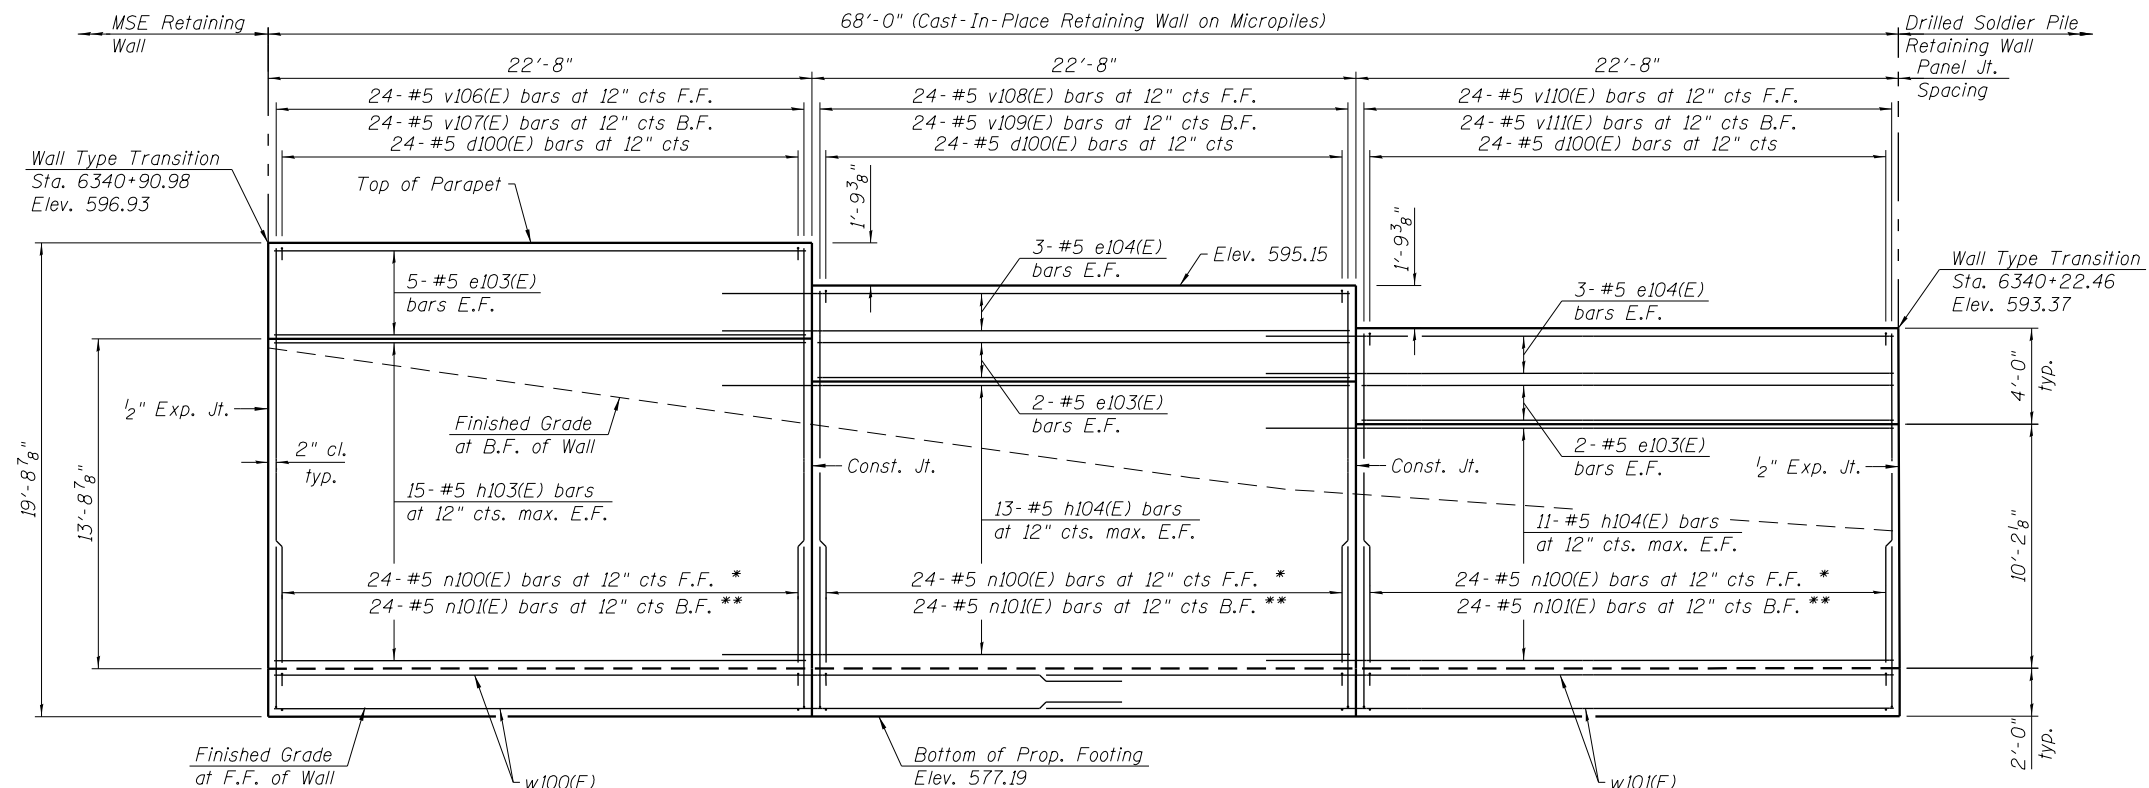 MSE Retaining
Wall
68'-0" (Cast-In-Place Retaining Wall on Micropiles)
Drilled Soldier Pile
Retaining Wall
22'-8"
22'-8"
22'-8"
Panel Jt.
Spacing
24- #5 v106(E) bars at 12" cts F.F.
24- #5 v107(E) bars at 12" cts B.F.
24- #5 d100(E) bars at 12" cts
24- #5 v108(E) bars at 12" cts F.F.
24- #5 v109(E) bars at 12" cts B.F.
24- #5 d100(E) bars at 12" cts
24- #5 v110(E) bars at 12" cts F.F.
24- #5 v111(E) bars at 12" cts B.F.
24- #5 d100(E) bars at 12" cts
Wall Type Transition
Sta. 6340+90.98
Elev. 596.93
Top of Parapet
1'-9 3/8"
1'-9 3/8"
3- #5 e104(E)
bars E.F.
Elev. 595.15
Wall Type Transition
Sta. 6340+22.46
Elev. 593.37
5- #5 e103(E)
bars E.F.
3- #5 e104(E)
bars E.F.
4'-0"
typ.
1/2" Exp. Jt.
Finished Grade
at B.F. of Wall
2- #5 e103(E)
bars E.F.
2" cl.
typ.
Const. Jt.
Const. Jt.
2- #5 e103(E)
bars E.F.
1/2" Exp. Jt.
19'-8 7/8"
13'-8 7/8"
15- #5 h103(E) bars
at 12" cts. max. E.F.
13- #5 h104(E) bars
at 12" cts. max. E.F.
11- #5 h104(E) bars
at 12" cts. max. E.F.
10'-2 1/8"
24- #5 n100(E) bars at 12" cts F.F. *
24- #5 n101(E) bars at 12" cts B.F. **
24- #5 n100(E) bars at 12" cts F.F. *
24- #5 n101(E) bars at 12" cts B.F. **
24- #5 n100(E) bars at 12" cts F.F. *
24- #5 n101(E) bars at 12" cts B.F. **
2'-0"
typ.
Finished Grade
at F.F. of Wall
w100(E)
Bottom of Prop. Footing
Elev. 577.19
w101(E)